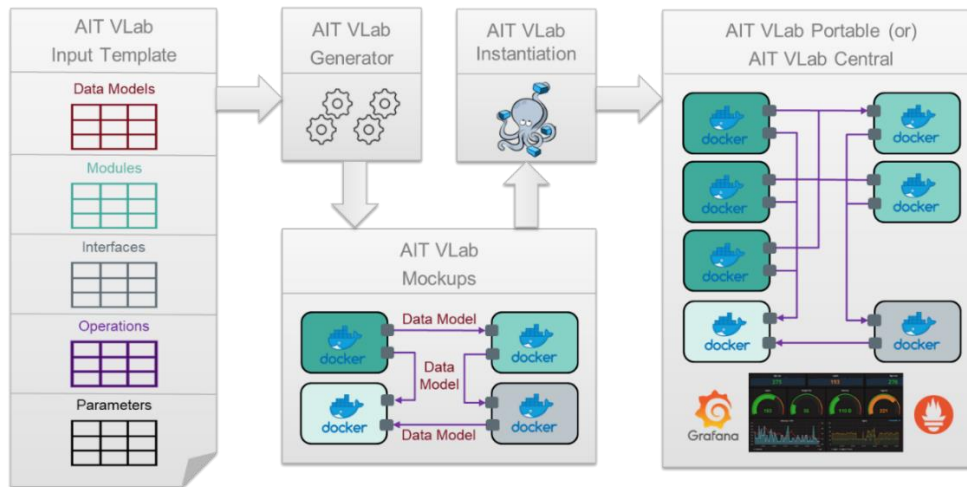 AIT VLab
Input Template
Data Models
Modules
Interfaces
Operations
Parameters
AIT VLab
Generator
AIT VLab
Instantiation
AIT VLab
Mockups
docker
Data Model
docker
Data
Model
docker
Data Model
docker
AIT VLab Portable (or)
AIT VLab Central
docker
docker
docker
docker
docker
docker
docker
Grafana